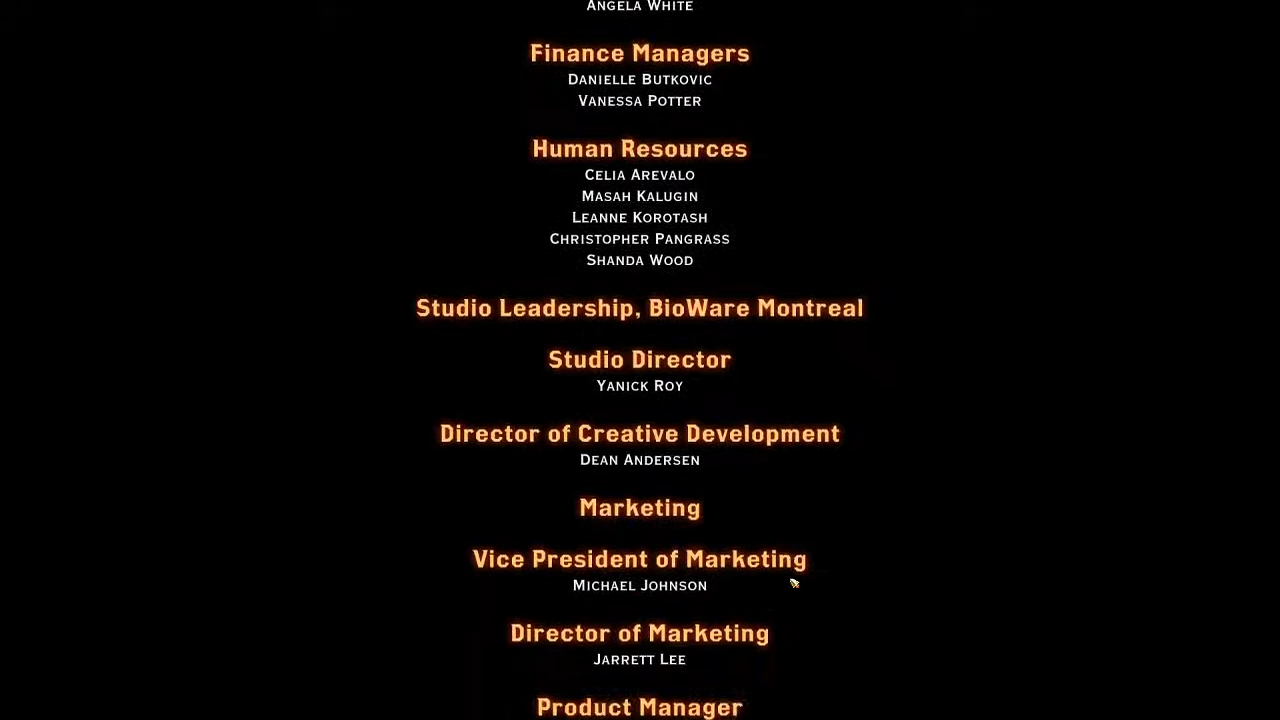 Angela White
Finance Managers
Danielle Butkovic
Vanessa Potter
Human Resources
Celia Arevalo
Masah Kalugin
Leanne Korotash
Christopher Pangrass
Shanda Wood
Studio Leadership, BioWare Montreal
Studio Director
Yanick Roy
Director of Creative Development
Dean Andersen
Marketing
Vice President of Marketing
Michael Johnson
Director of Marketing
Jarrett Lee
Product Manager